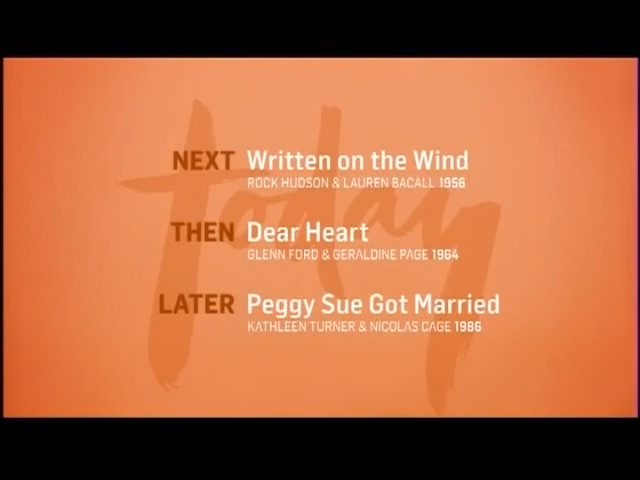 today
NEXT Written on the Wind
ROCK HUDSON & LAUREN BACALL 1956
THEN Dear Heart
GLENN FORD & GERALDINE PAGE 1964
LATER Peggy Sue Got Married
KATHLEEN TURNER & NICOLAS CAGE 1986